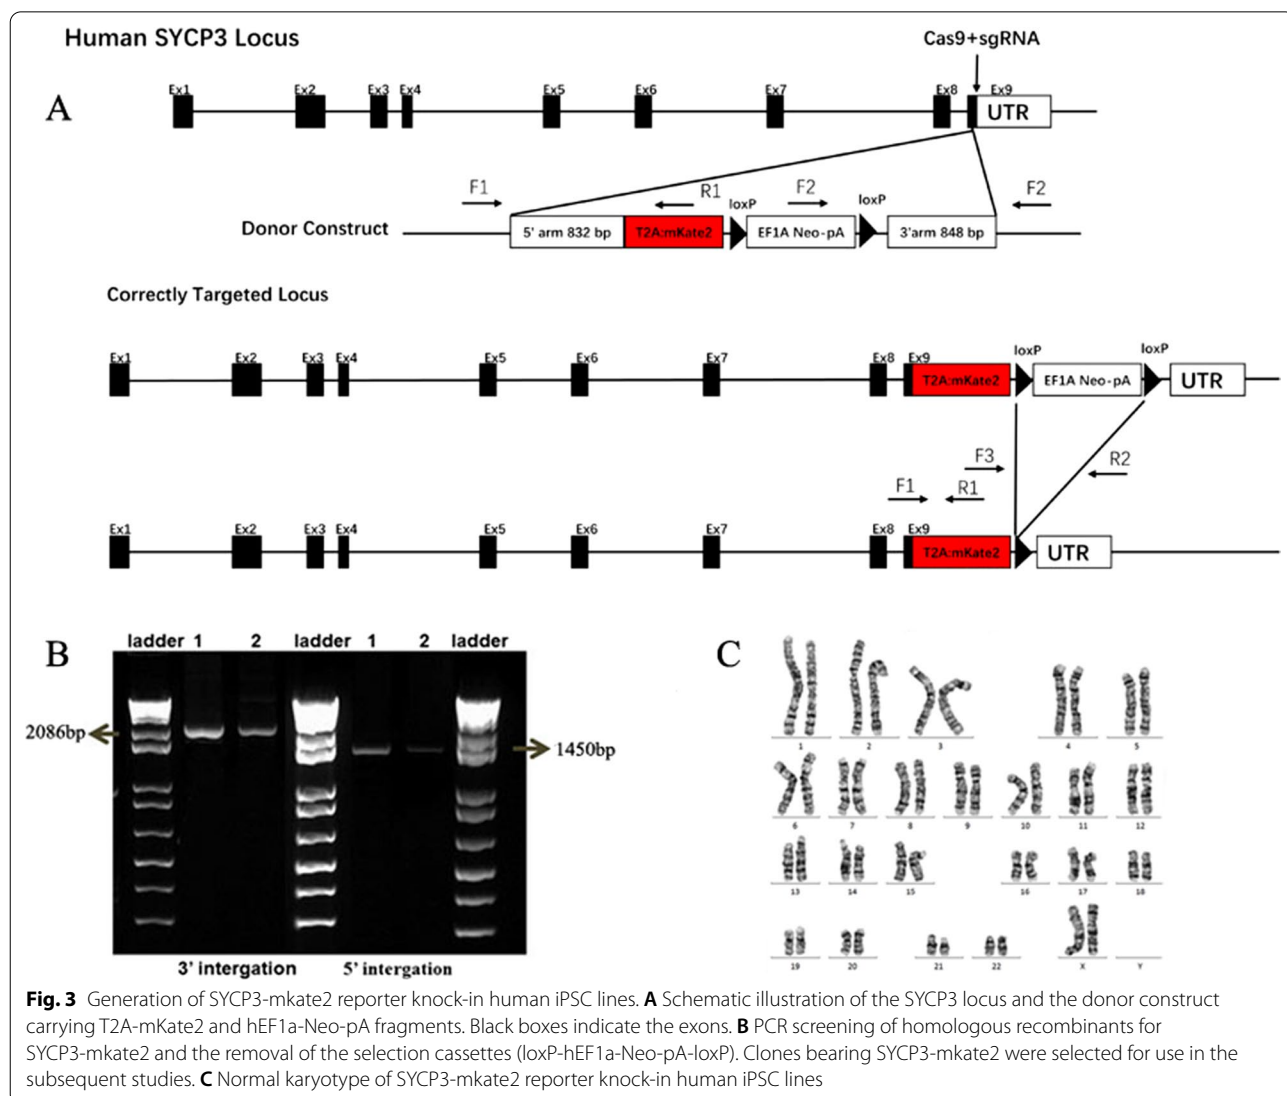 Human SYCP3 Locus
Cas9+sgRNA
A
Ex1 Ex2 Ex3 Ex4 Ex5 Ex6 Ex7 Ex8 Ex9
UTR
F1 R1 loxP F2 loxP F2
Donor Construct 5' arm 832 bp T2A:mKate2 EF1A Neo-pA 3'arm 848 bp
Correctly Targeted Locus
loxP loxP
Ex1 Ex2 Ex3 Ex4 Ex5 Ex6 Ex7 Ex8 Ex9
T2A:mKate2 EF1A Neo-pA UTR
F3 R2
F1 R1
Ex1 Ex2 Ex3 Ex4 Ex5 Ex6 Ex7 Ex8 Ex9
T2A:mKate2 UTR
B
ladder 1 2 ladder 1 2 ladder
2086bp
1450bp
3' intergation 5' intergation
C
1 2 3 4 5
6 7 8 9 10 11 12
13 14 15 16 17 18
19 20 21 22 X Y
Fig. 3 Generation of SYCP3-mkate2 reporter knock-in human iPSC lines. A Schematic illustration of the SYCP3 locus and the donor construct
carrying T2A-mKate2 and hEF1a-Neo-pA fragments. Black boxes indicate the exons. B PCR screening of homologous recombinants for
SYCP3-mkate2 and the removal of the selection cassettes (loxP-hEF1a-Neo-pA-loxP). Clones bearing SYCP3-mkate2 were selected for use in the
subsequent studies. C Normal karyotype of SYCP3-mkate2 reporter knock-in human iPSC lines